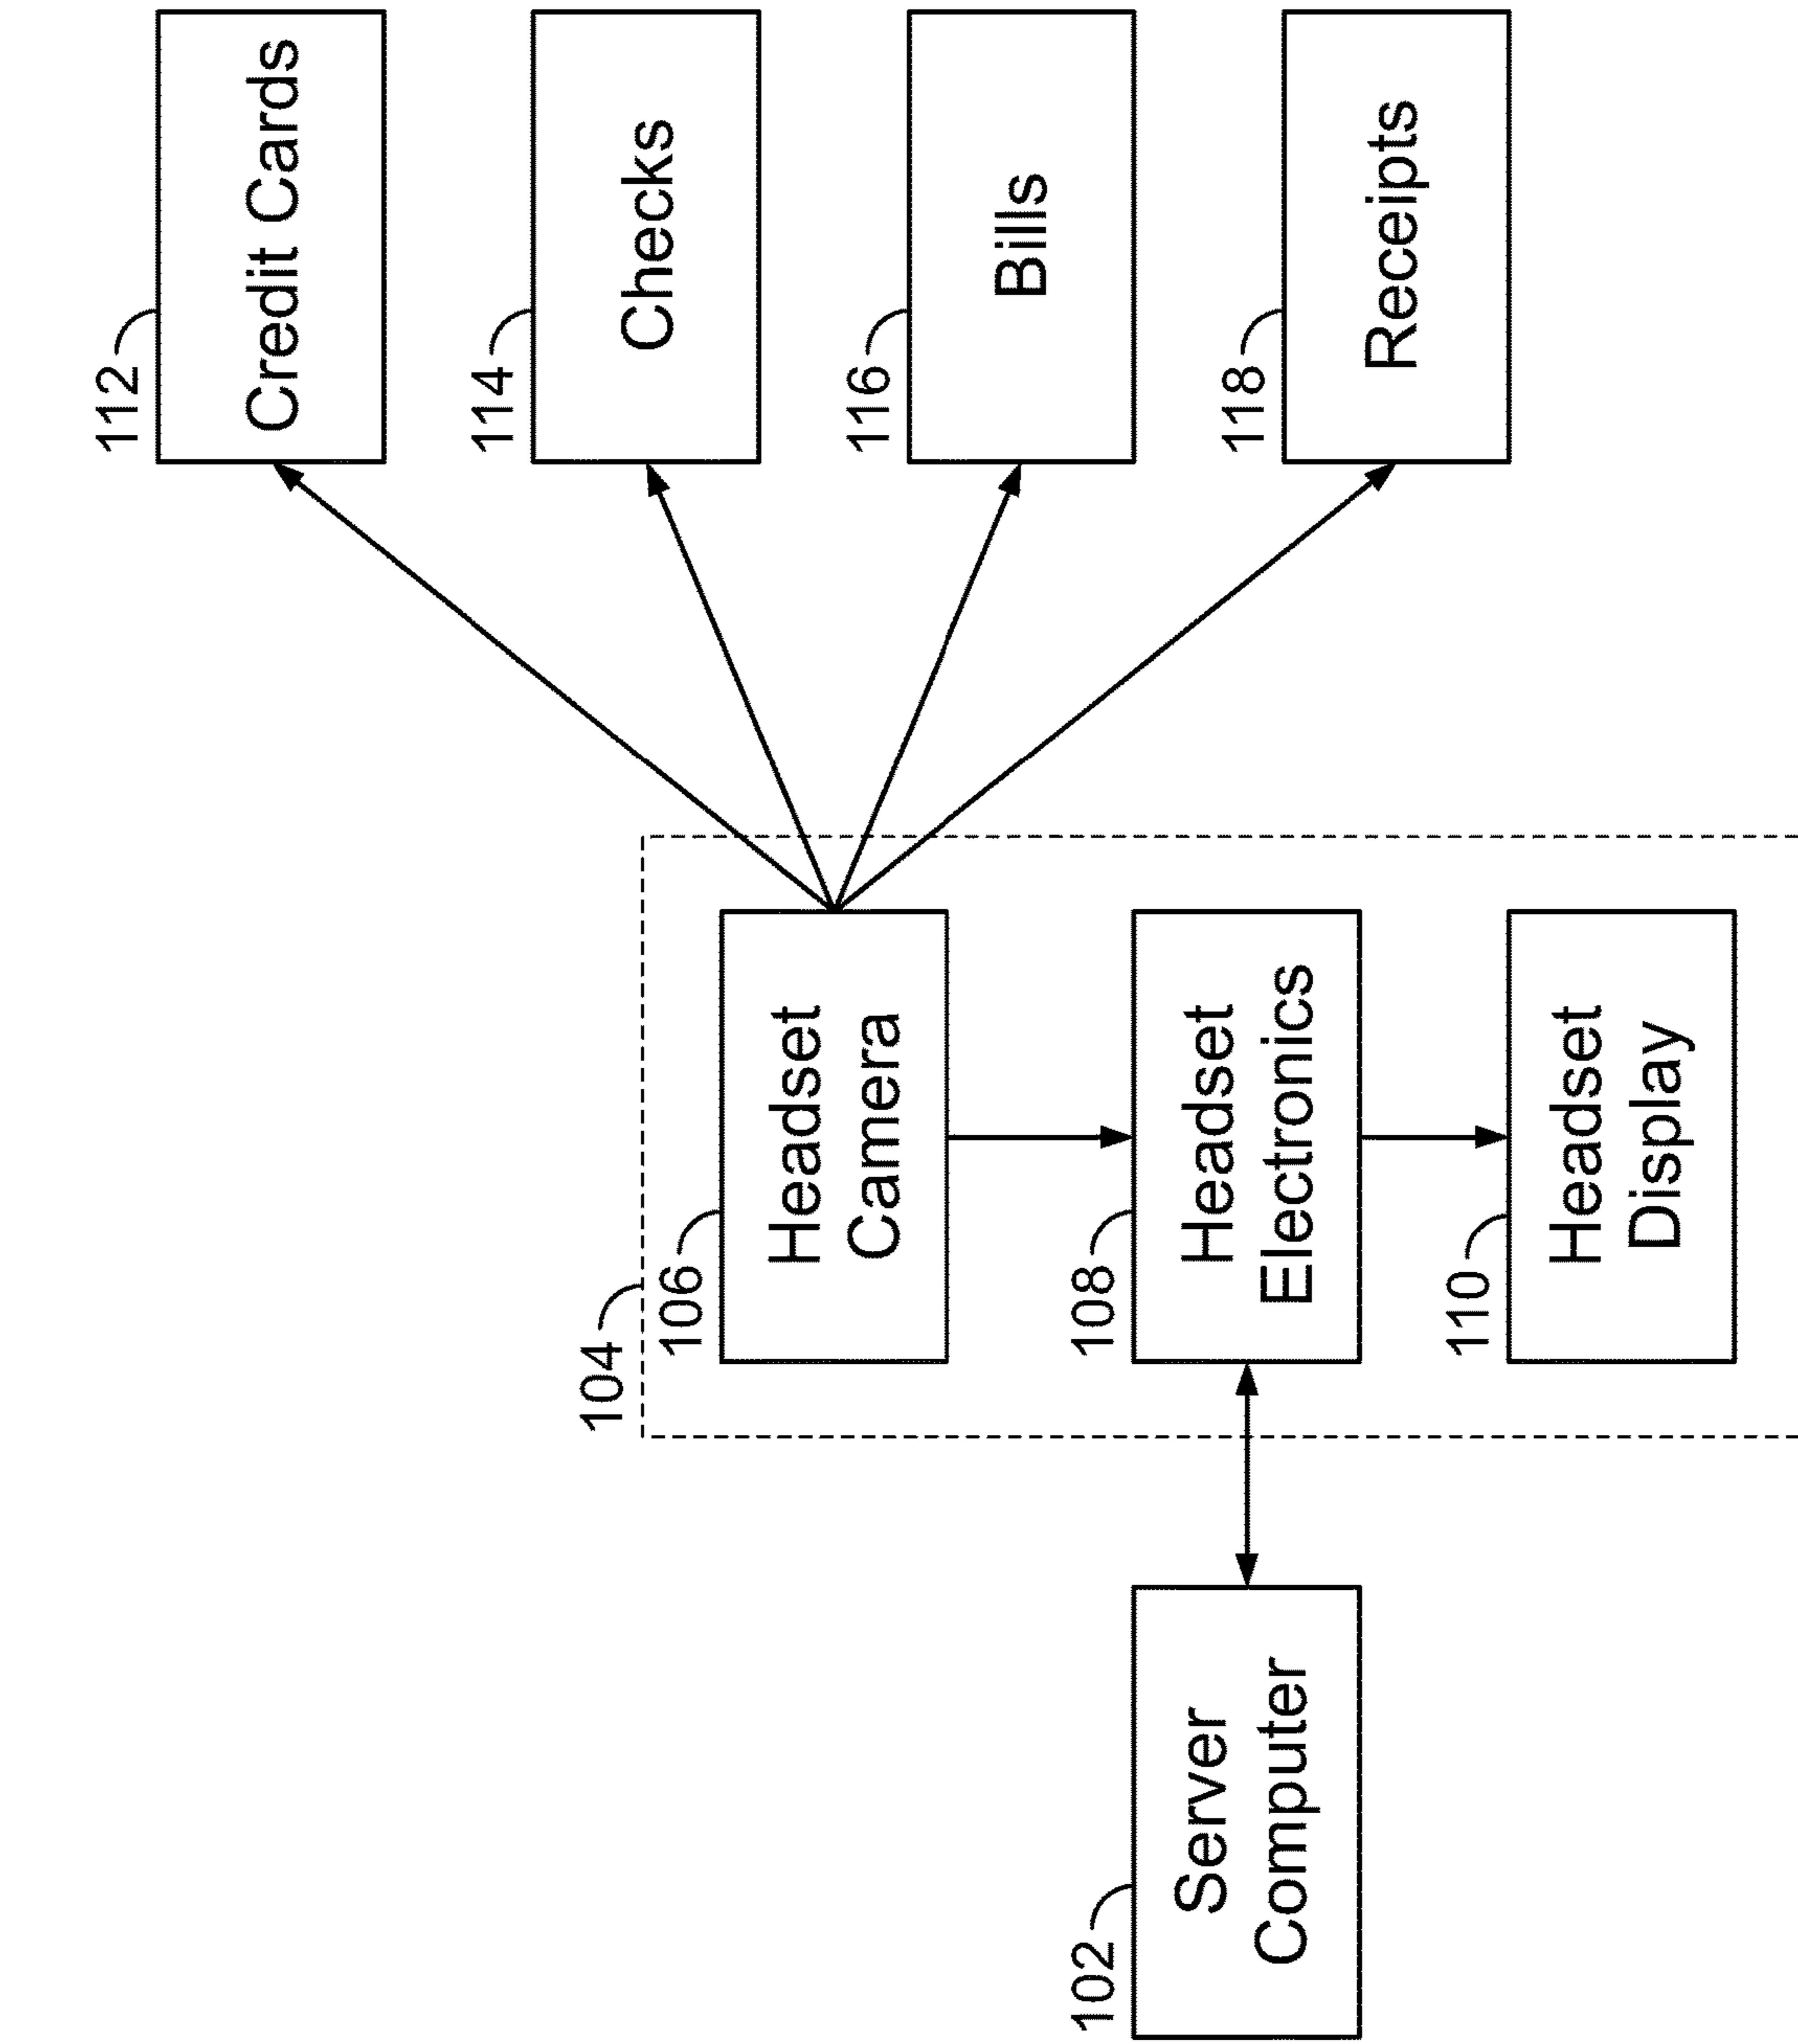 112
Credit Cards
104
106
Headset
Camera
114
Checks
102
Server
Computer
108
Headset
Electronics
116
Bills
110
Headset
Display
118
Receipts